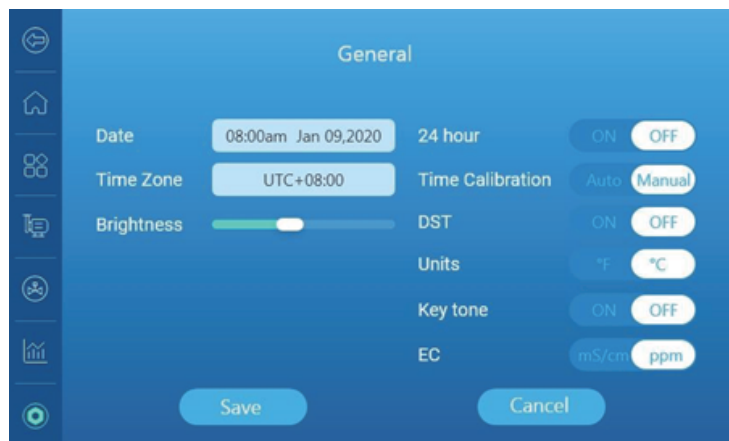 General
Date 08:00am Jan 09,2020 24 hour ON OFF
Time Zone UTC+08:00 Time Calibration Auto Manual
Brightness DST ON OFF
Units °F °C
Key tone ON OFF
EC mS/cm ppm
Save Cancel